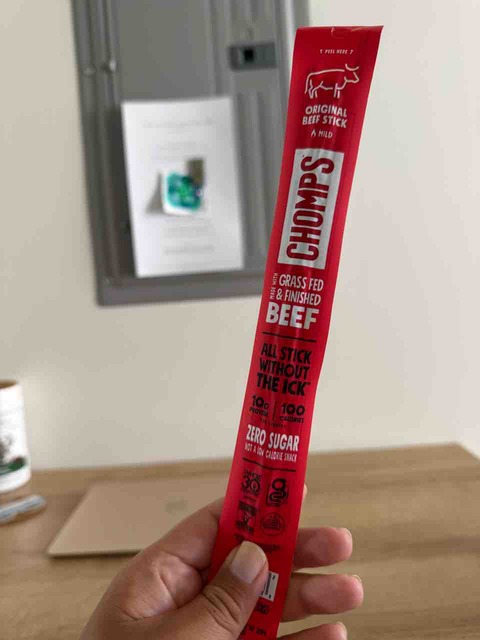 ↑ PEEL HERE ↑
ORIGINAL
BEEF STICK
MILD
CHOMPS
MADE WITH
GRASS FED
& FINISHED
BEEF
ALL STICK
WITHOUT
THE ICK™
10g PROTEIN | 100 CALORIES
ZERO SUGAR
NOT A LOW CALORIE SNACK